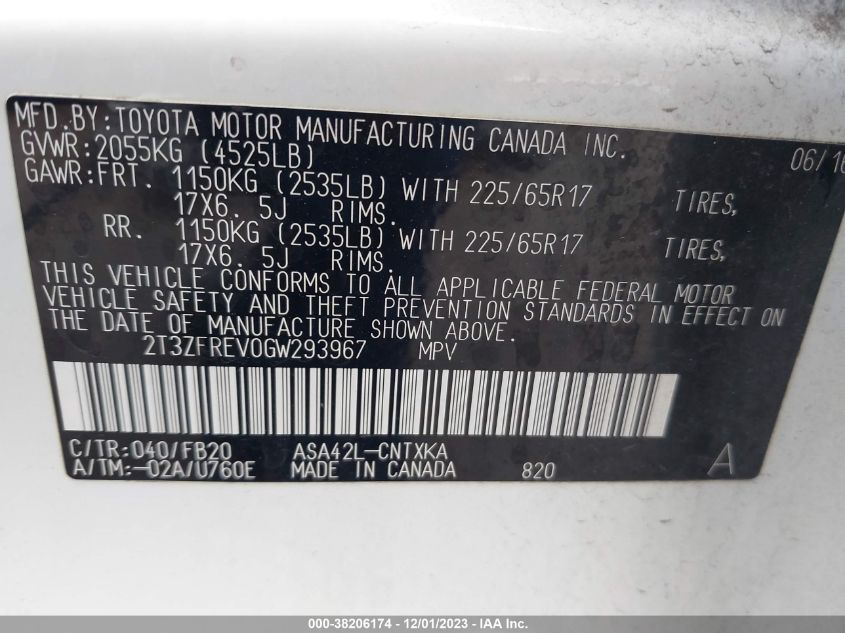 MFD.BY:TOYOTA MOTOR MANUFACTURING CANADA INC. 06/16
GVWR:2055KG (4525LB)
GAWR:FRT. 1150KG (2535LB) WITH 225/65R17 TIRES,
17X6. 5J RIMS.
RR. 1150KG (2535LB) WITH 225/65R17 TIRES,
17X6. 5J RIMS.
THIS VEHICLE CONFORMS TO ALL APPLICABLE FEDERAL MOTOR
VEHICLE SAFETY AND THEFT PREVENTION STANDARDS IN EFFECT ON
THE DATE OF MANUFACTURE SHOWN ABOVE.
2T3ZFREV0GW293967 MPV
C/TR:040/FB20 ASA42L-CNTXKA
A/TM:-02A/U760E MADE IN CANADA 820 A
000-38206174 - 12/01/2023 - IAA Inc.